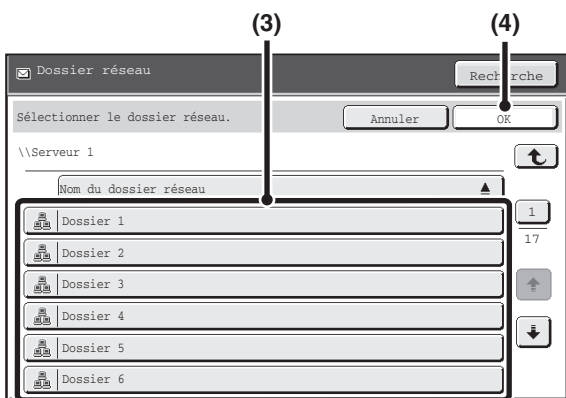 (3) (4)
Dossier réseau Recherche
Sélectionner le dossier réseau. Annuler OK
\\Serveur 1
Nom du dossier réseau
Dossier 1 1
17
Dossier 2
Dossier 3
Dossier 4
Dossier 5
Dossier 6